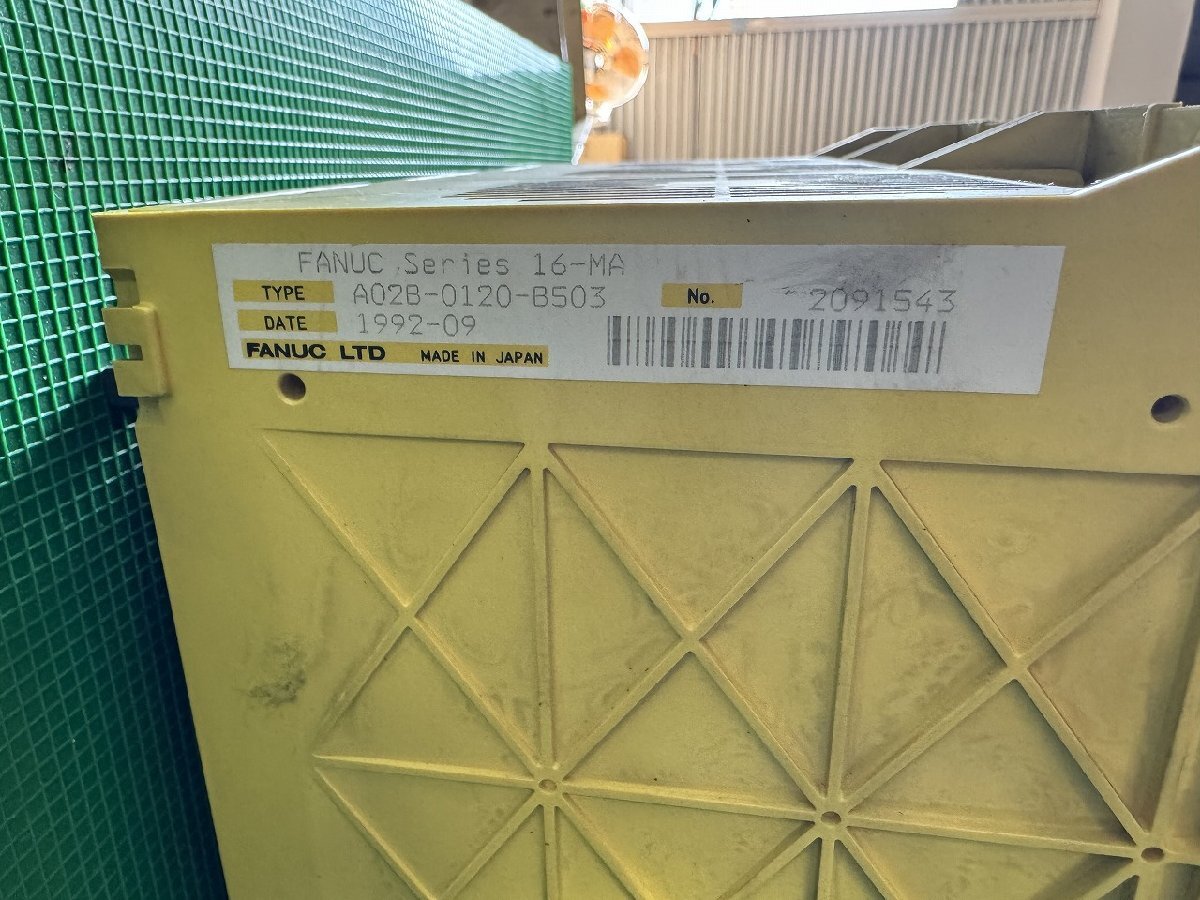 FANUC Series 16-MA
TYPE A02B-0120-B503 No. 2091543
DATE 1992-09
FANUC LTD MADE IN JAPAN